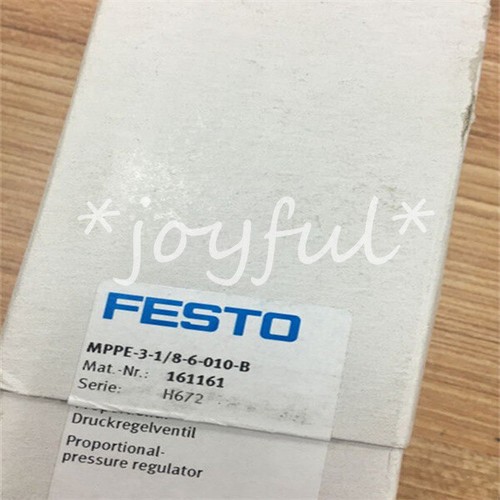 *joyful*
FESTO
MPPE-3-1/8-6-010-B
Mat.-Nr.: 161161
Serie: H672
Druckregelventil
Proportional-
pressure regulator